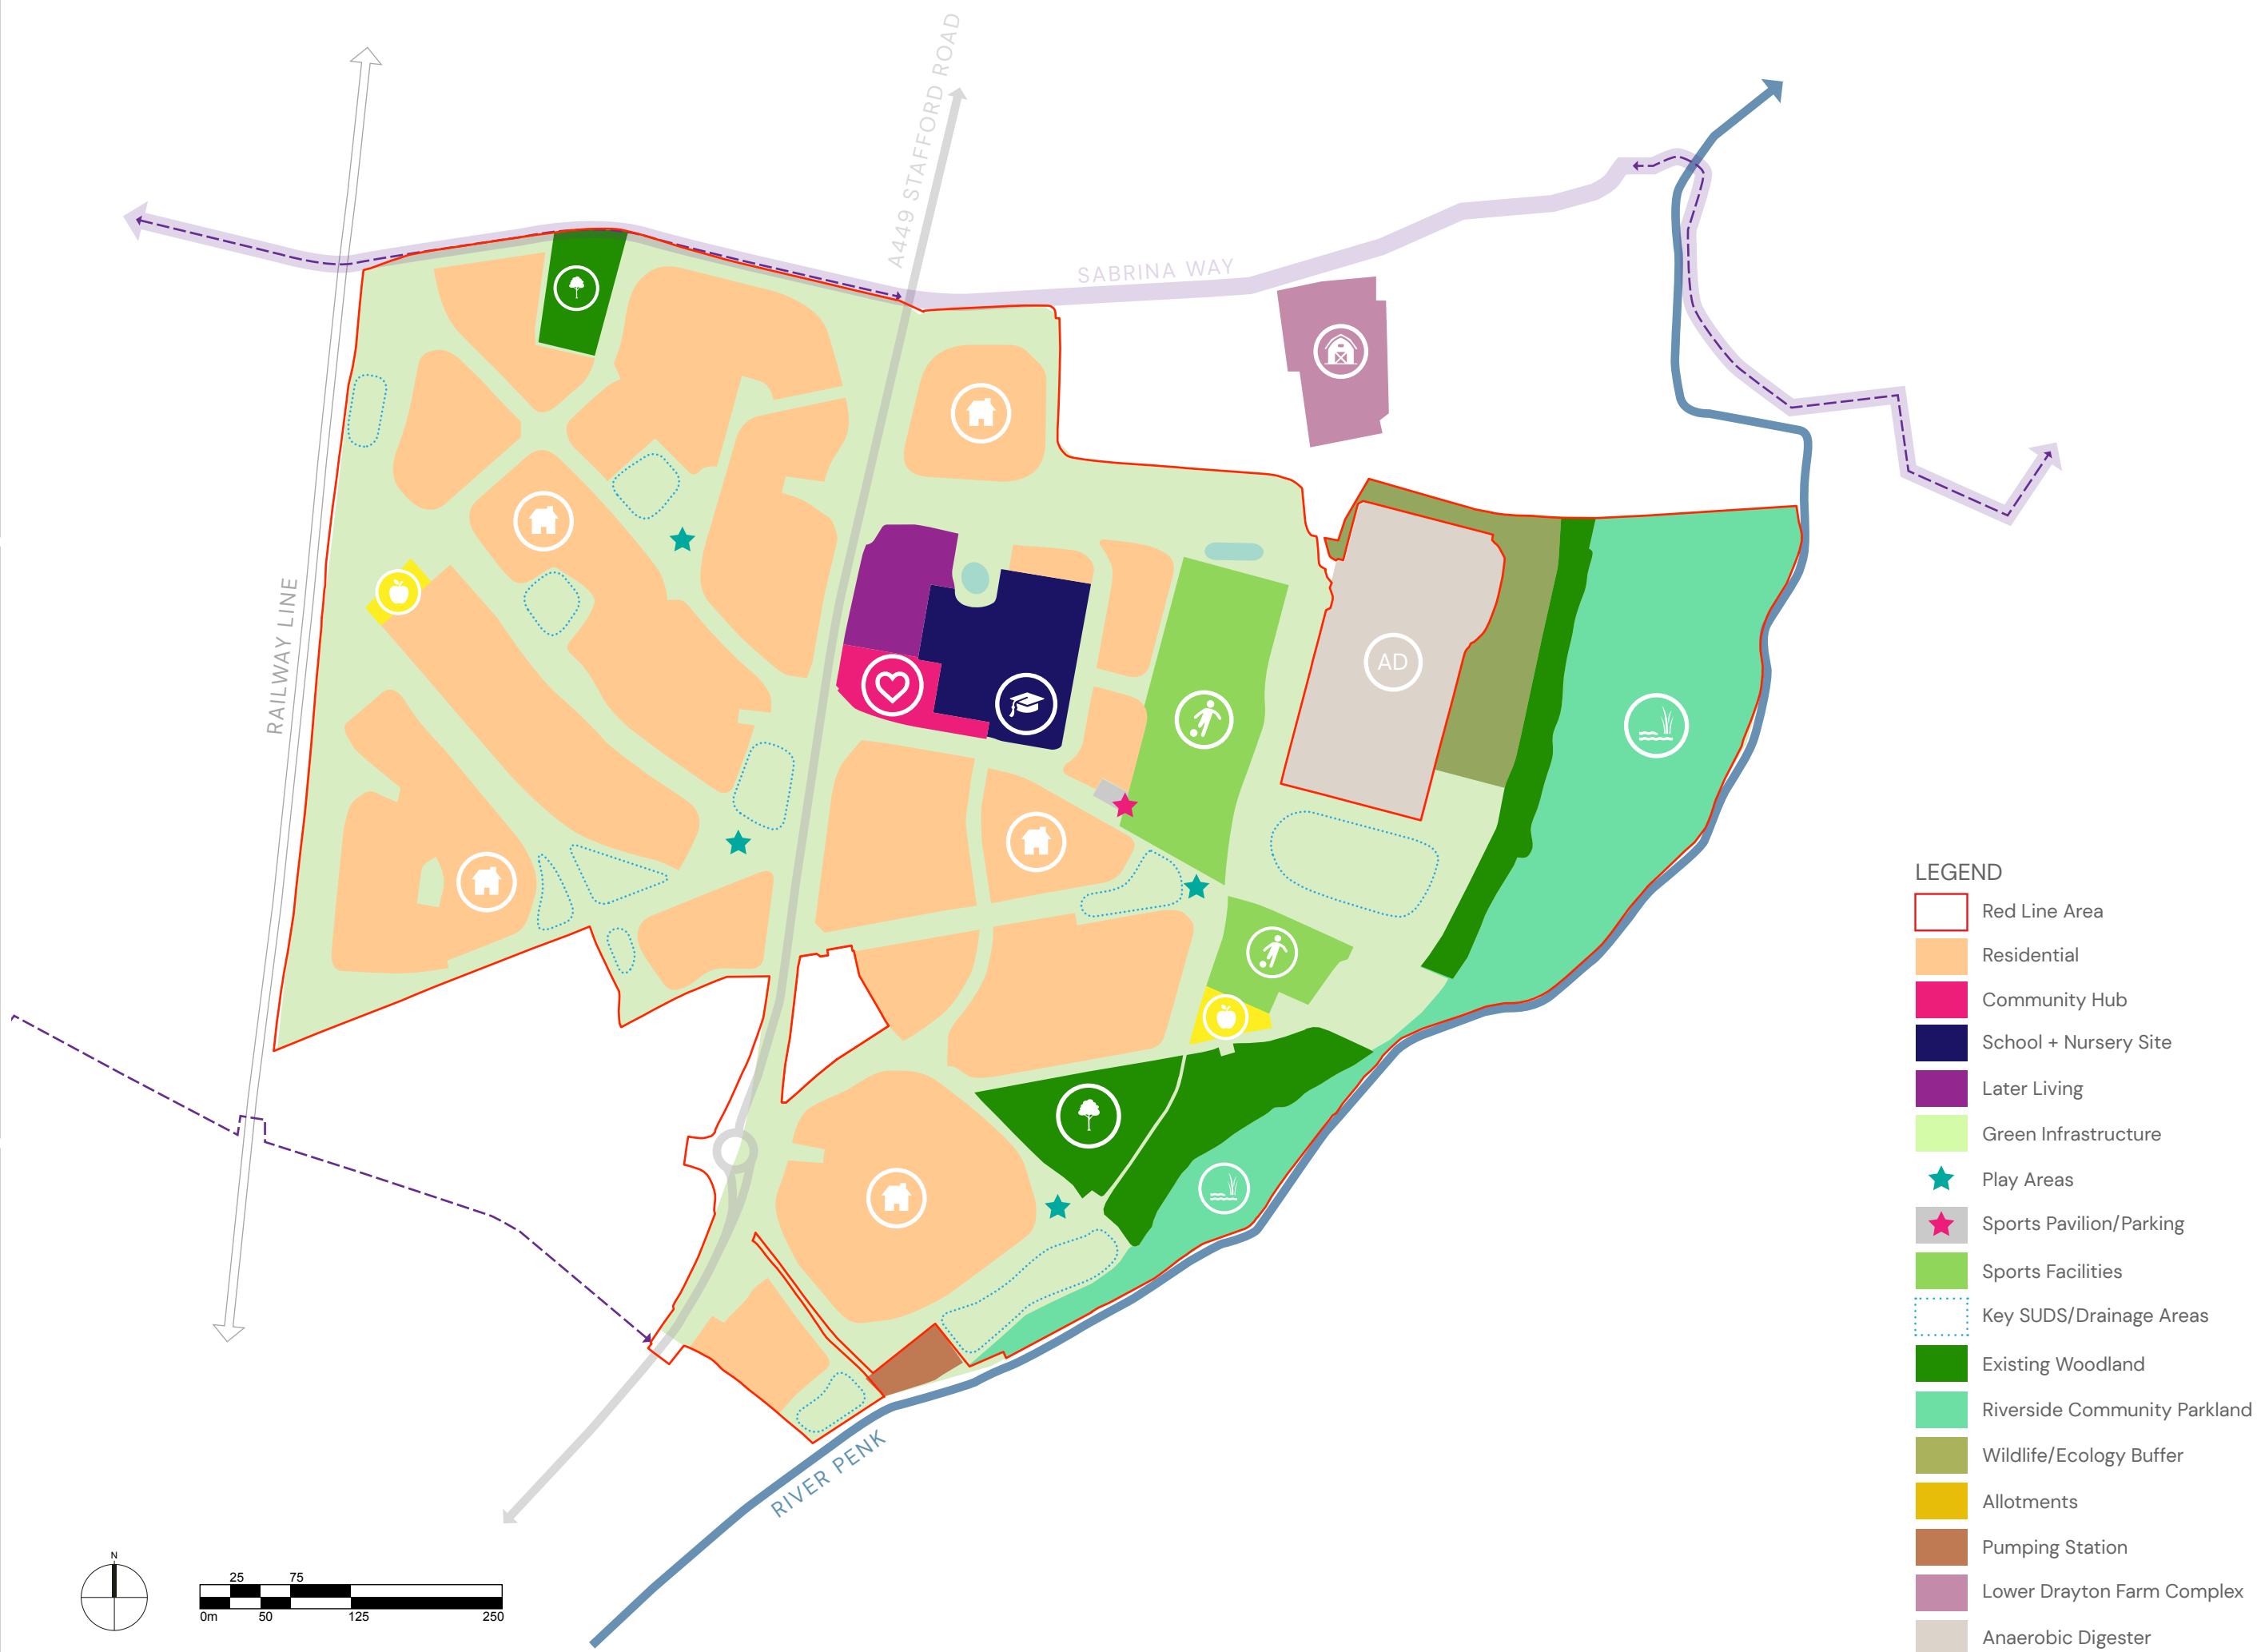 A449 STAFFORD ROAD
SABRINA WAY
RAILWAY LINE
AD
RIVER PENK
LEGEND
Red Line Area
Residential
Community Hub
School + Nursery Site
Later Living
Green Infrastructure
Play Areas
Sports Pavilion/Parking
Sports Facilities
Key SUDS/Drainage Areas
Existing Woodland
Riverside Community Parkland
Wildlife/Ecology Buffer
Allotments
Pumping Station
Lower Drayton Farm Complex
Anaerobic Digester
N
25 75
0m 50 125 250